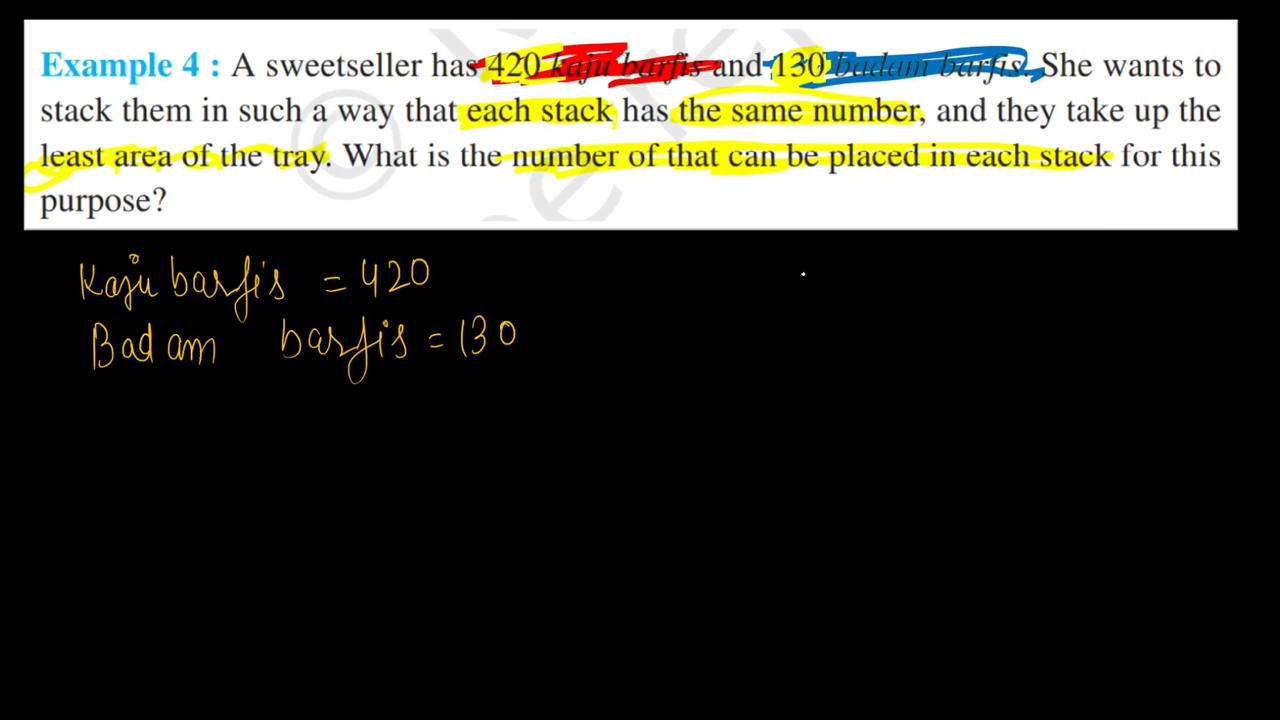 Example 4 : A sweetseller has 420 kaju barfis and 130 badam barfis. She wants to
stack them in such a way that each stack has the same number, and they take up the
least area of the tray. What is the number of that can be placed in each stack for this
purpose?
Kaju barfis = 420
Badam barfis = 130